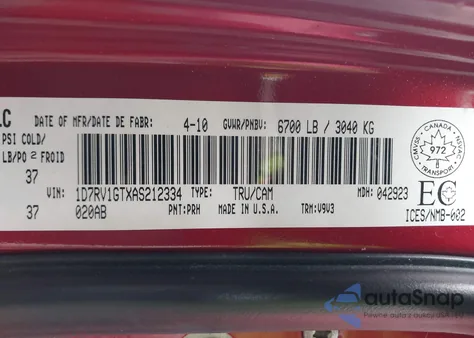 LC
DATE OF MFR/DATE DE FABR: 4-10 GVWR/PNBV: 6700 LB / 3040 KG
PSI COLD/
LB/PO 2 FROID
37
VIN: 1D7RV1GTXAS212334 TYPE: TRU/CAM MDH: 042923
37 020AB PNT:PRH MADE IN U.S.A. TRM:V9V3
CMVSS - CANADA - NSVAC
972
TRANSPORT
EC
ICES/NMB-002
autoSnap